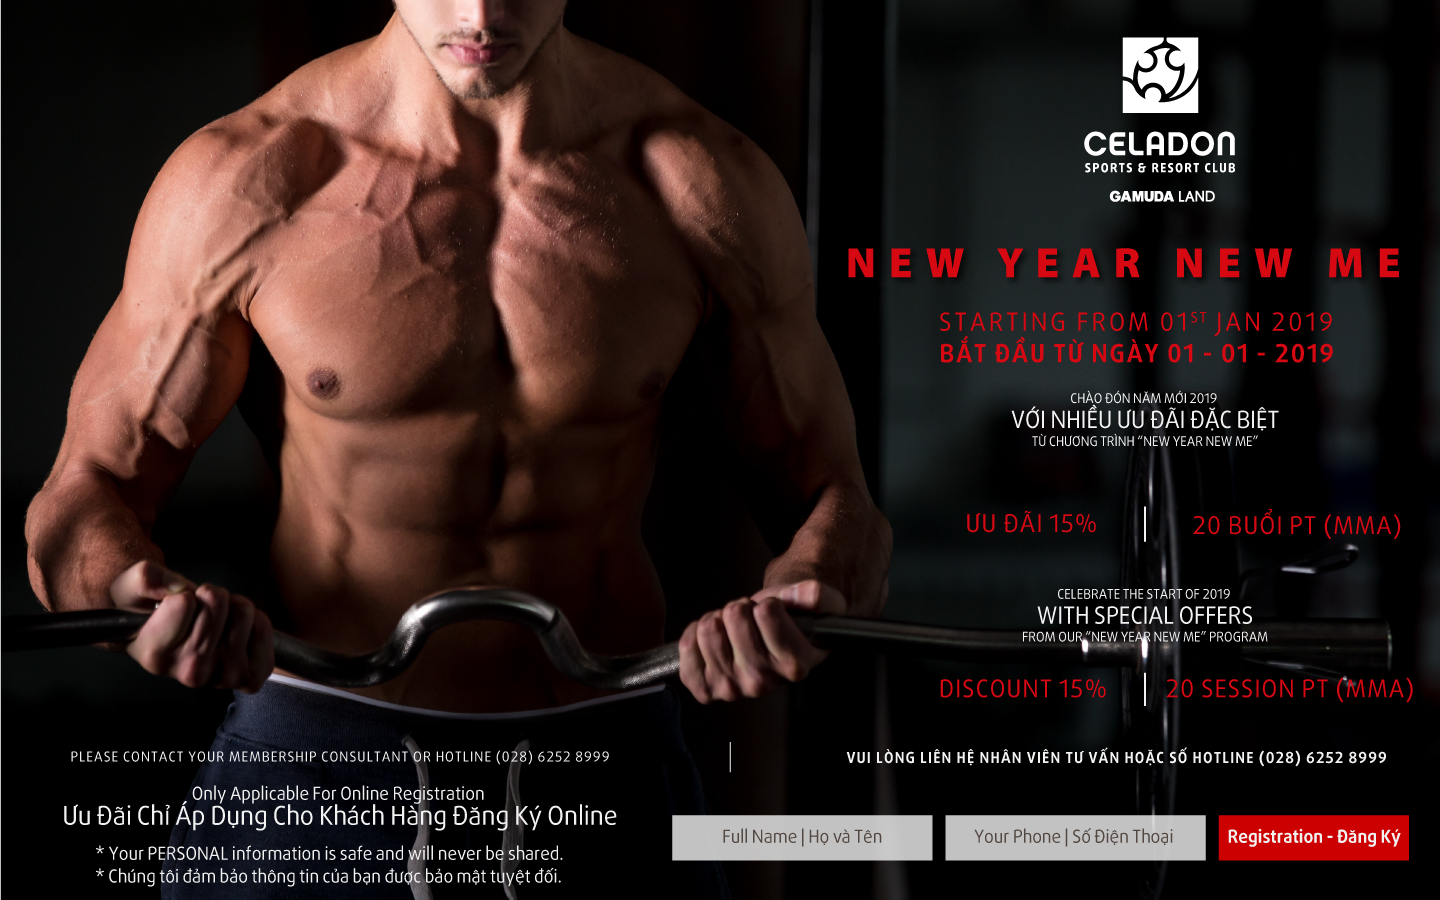 CELADON
SPORTS & RESORT CLUB
GAMUDA LAND
NEW YEAR NEW ME
STARTING FROM 01ST JAN 2019
BẮT ĐẦU TỪ NGÀY 01 - 01 - 2019
CHÀO ĐÓN NĂM MỚI 2019
VỚI NHIỀU ƯU ĐÃI ĐẶC BIỆT
TỪ CHƯƠNG TRÌNH “NEW YEAR NEW ME”
ƯU ĐÃI 15%
20 BUỔI PT (MMA)
CELEBRATE THE START OF 2019
WITH SPECIAL OFFERS
FROM OUR “NEW YEAR NEW ME” PROGRAM
DISCOUNT 15%
20 SESSION PT (MMA)
PLEASE CONTACT YOUR MEMBERSHIP CONSULTANT OR HOTLINE (028) 6252 8999
VUI LÒNG LIÊN HỆ NHÂN VIÊN TƯ VẤN HOẶC SỐ HOTLINE (028) 6252 8999
Only Applicable For Online Registration
Ưu Đãi Chỉ Áp Dụng Cho Khách Hàng Đăng Ký Online
* Your PERSONAL information is safe and will never be shared.
* Chúng tôi đảm bảo thông tin của bạn được bảo mật tuyệt đối.
Full Name | Họ và Tên
Your Phone | Số Điện Thoại
Registration - Đăng Ký